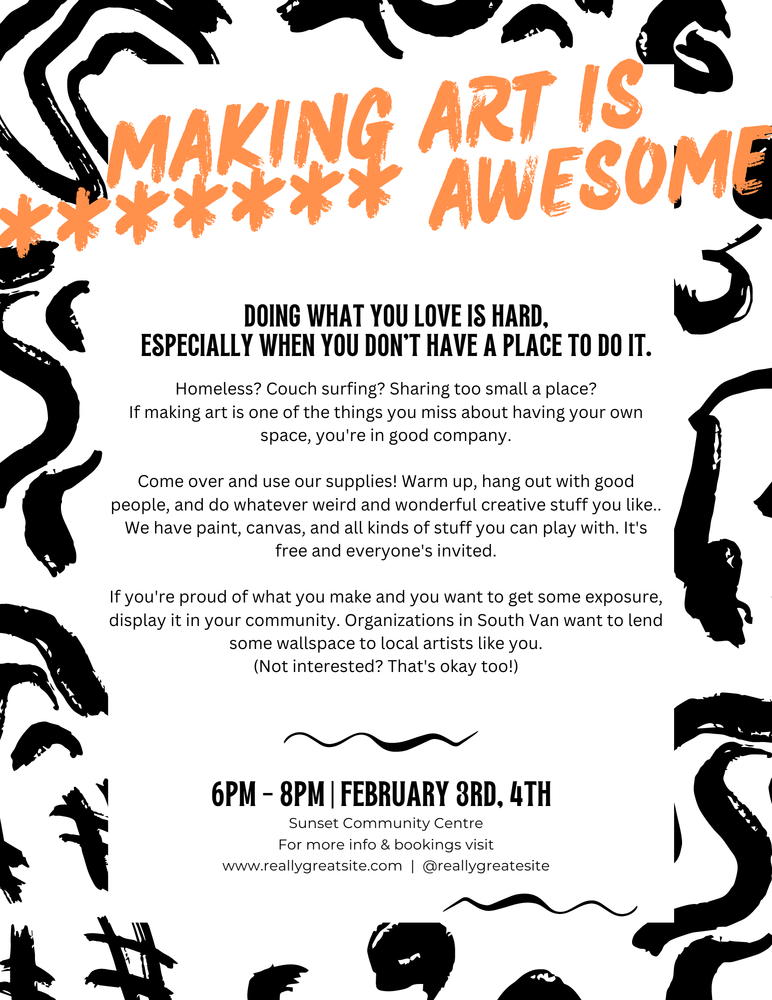 MAKING ART IS
******* AWESOME
DOING WHAT YOU LOVE IS HARD,
ESPECIALLY WHEN YOU DON'T HAVE A PLACE TO DO IT.
Homeless? Couch surfing? Sharing too small a place?
If making art is one of the things you miss about having your own
space, you're in good company.
Come over and use our supplies! Warm up, hang out with good
people, and do whatever weird and wonderful creative stuff you like..
We have paint, canvas, and all kinds of stuff you can play with. It's
free and everyone's invited.
If you're proud of what you make and you want to get some exposure,
display it in your community. Organizations in South Van want to lend
some wallspace to local artists like you.
(Not interested? That's okay too!)
6PM - 8PM | FEBRUARY 3RD, 4TH
Sunset Community Centre
For more info & bookings visit
www.reallygreatsite.com | @reallygreatesite